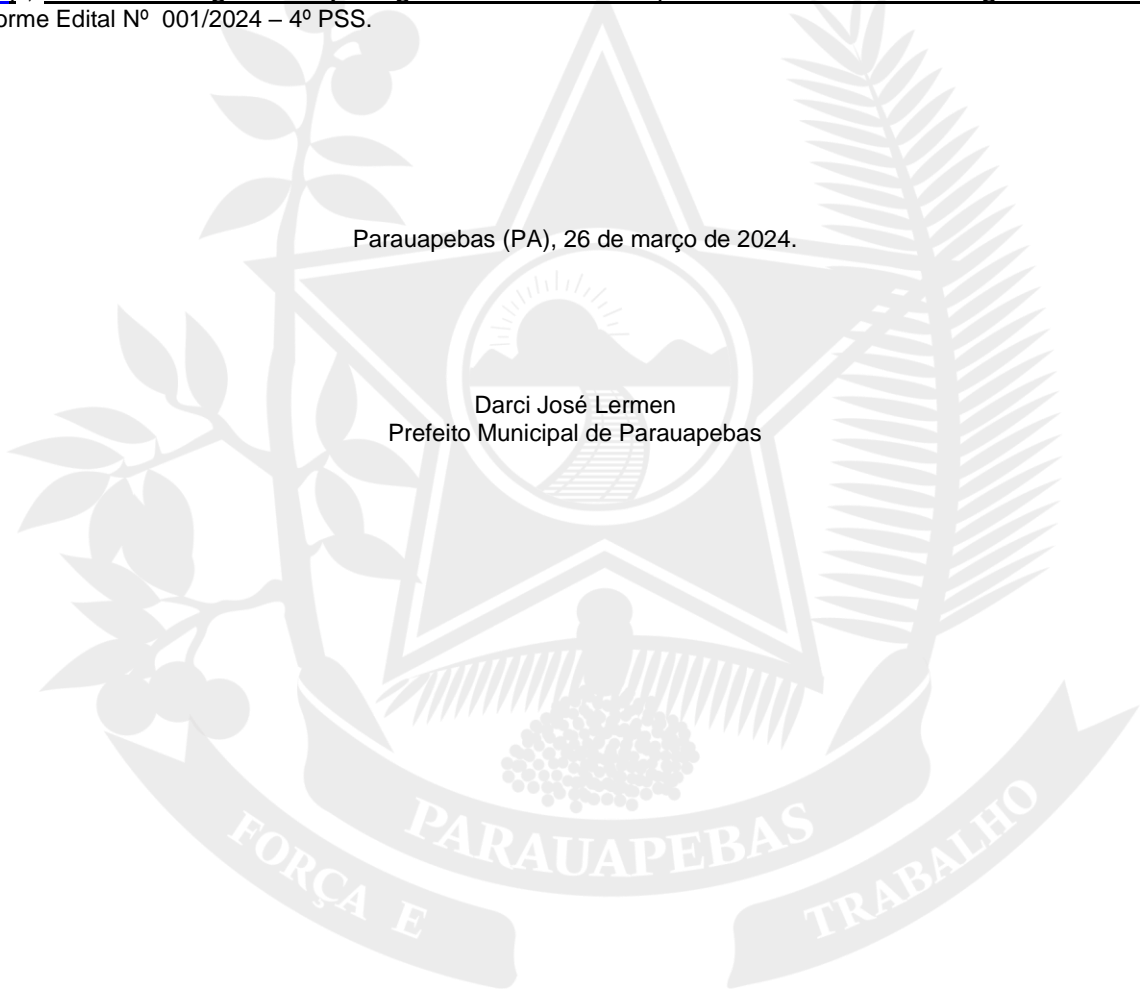 orme Edital Nº 001/2024 – 4º PSS.
Parauapebas (PA), 26 de março de 2024.
Darci José Lermen
Prefeito Municipal de Parauapebas
PARAUAPEBAS
FORÇA E
TRABALHO